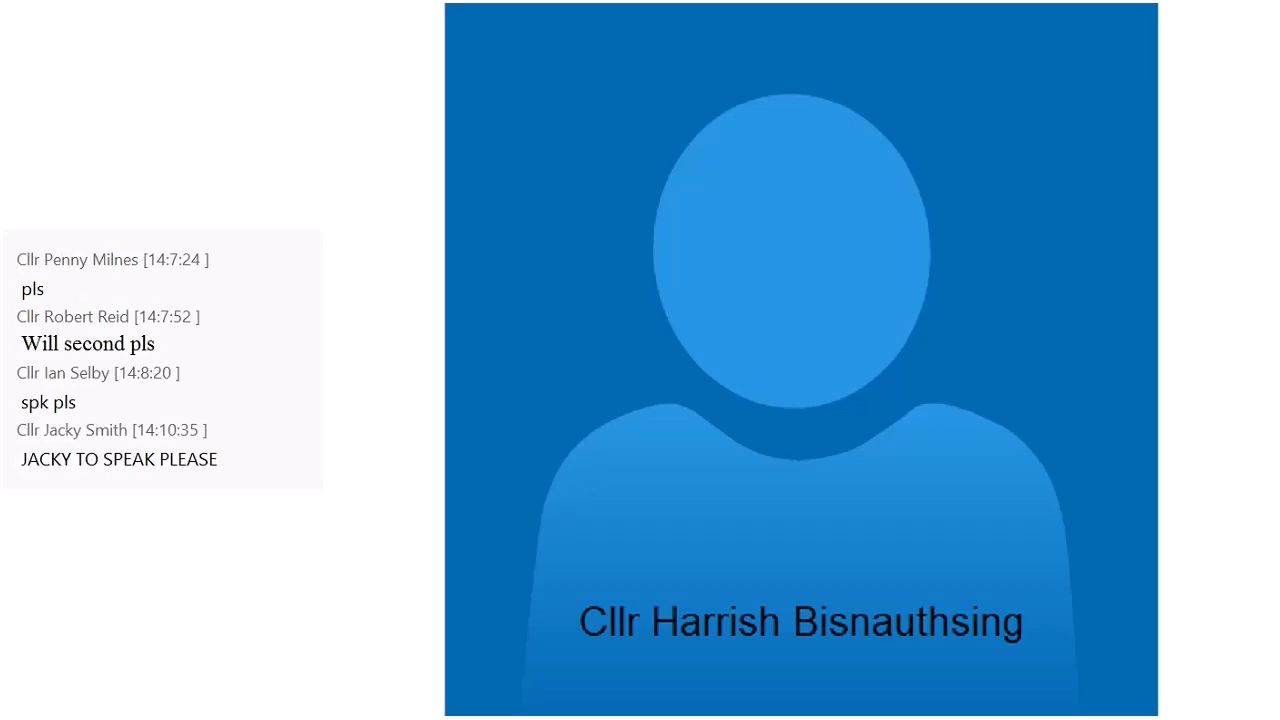 Cllr Penny Milnes [14:7:24 ]
pls
Cllr Robert Reid [14:7:52 ]
Will second pls
Cllr Ian Selby [14:8:20 ]
spk pls
Cllr Jacky Smith [14:10:35 ]
JACKY TO SPEAK PLEASE
Cllr Harrish Bisnauthsing